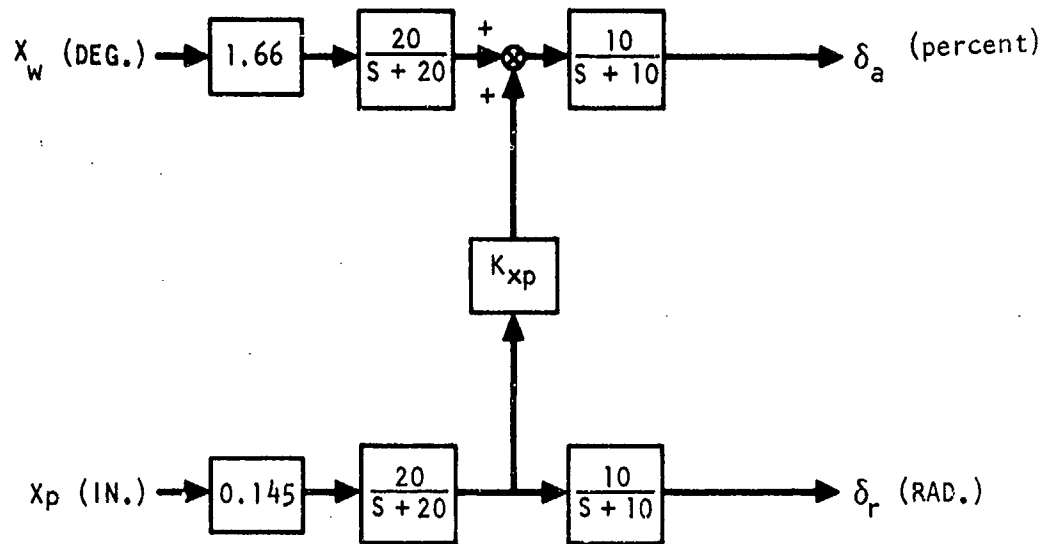 X_w (DEG.)
1.66
20
S + 20
+
+
10
S + 10
δ_a (percent)
K_xp
Xp (IN.)
0.145
20
S + 20
10
S + 10
δ_r (RAD.)